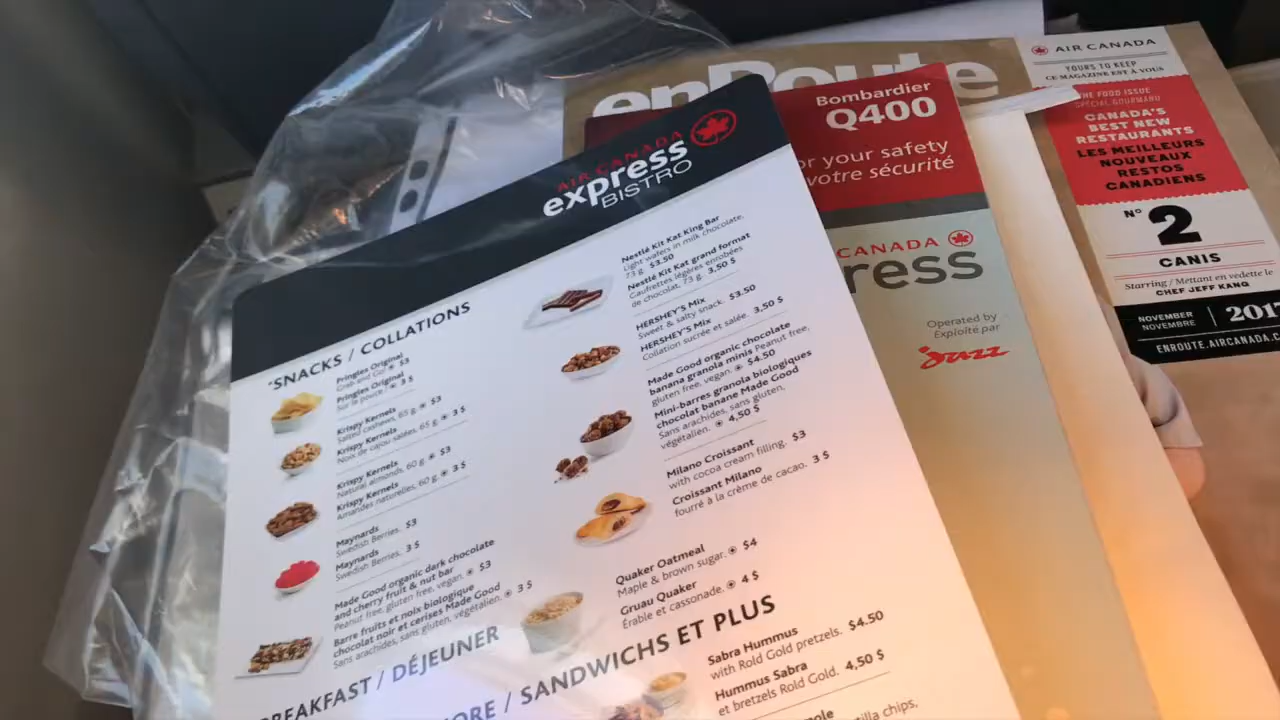 AIR CANADA
express
BISTRO
*SNACKS / COLLATIONS
Pringles Original
Grab and Go! $3
Pringles Original
Sur le pouce! 3 $
Krispy Kernels
Salted cashews, 65 g $3
Krispy Kernels
Noix de cajou salées, 65 g 3 $
Krispy Kernels
Natural almonds, 60 g $3
Krispy Kernels
Amandes naturelles, 60 g 3 $
Maynards
Swedish Berries. $3
Maynards
Swedish Berries. 3 $
Made Good organic dark chocolate
and cherry fruit & nut bar
Peanut free, gluten free, vegan. $3
Barre fruits et noix biologique
chocolat noir et cerises Made Good
Sans arachides, sans gluten, végétalien. 3 $
Nestlé Kit Kat King Bar
Light wafers in milk chocolate,
73 g $3.50
Nestlé Kit Kat grand format
Gaufrettes légères enrobées
de chocolat, 73 g 3,50 $
HERSHEY'S Mix
Sweet & salty snack. $3.50
HERSHEY'S Mix
Collation sucrée et salée. 3,50 $
Made Good organic chocolate
banana granola minis Peanut free,
gluten free, vegan. $4.50
Mini-barres granola biologiques
chocolat banane Made Good
Sans arachides, sans gluten,
végétalien. 4,50 $
Milano Croissant
with cocoa cream filling. $3
Croissant Milano
fourré à la crème de cacao. 3 $
EAKFAST / DÉJEUNER
Quaker Oatmeal
Maple & brown sugar. $4
Gruau Quaker
Érable et cassonade. 4 $
ORE / SANDWICHS ET PLUS
Sabra Hummus
with Rold Gold pretzels. $4.50
Hummus Sabra
et bretzels Rold Gold. 4,50 $
chips,
enRoute
Bombardier
Q400
or your safety
votre sécurité
CANADA
ress
Operated by
Exploité par
Jazz
AIR CANADA
YOURS TO KEEP
CE MAGAZINE EST À VOUS
THE FOOD ISSUE
SPÉCIAL GOURMAND
CANADA'S
BEST NEW
RESTAURANTS
LES MEILLEURS
NOUVEAUX
RESTOS
CANADIENS
Nº 2
CANIS
Starring / Mettant en vedette le
CHEF JEFF KANG
NOVEMBER
NOVEMBRE
201
ENROUTE.AIRCANADA.C